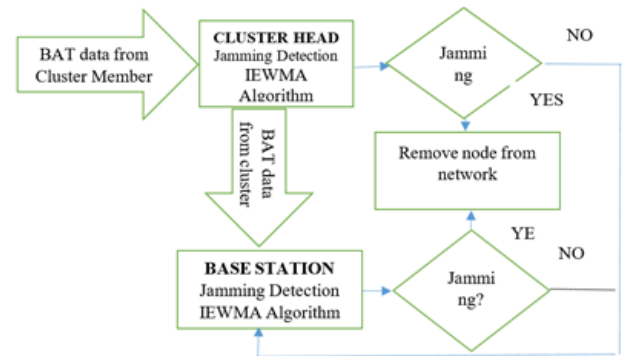 BAT data from
Cluster Member
CLUSTER HEAD
Jamming Detection
IEWMA
Algorithm
Jammi
ng
NO
YES
BAT data
from cluster
Remove node from
network
BASE STATION
Jamming Detection
IEWMA Algorithm
Jammi
ng?
YE
NO